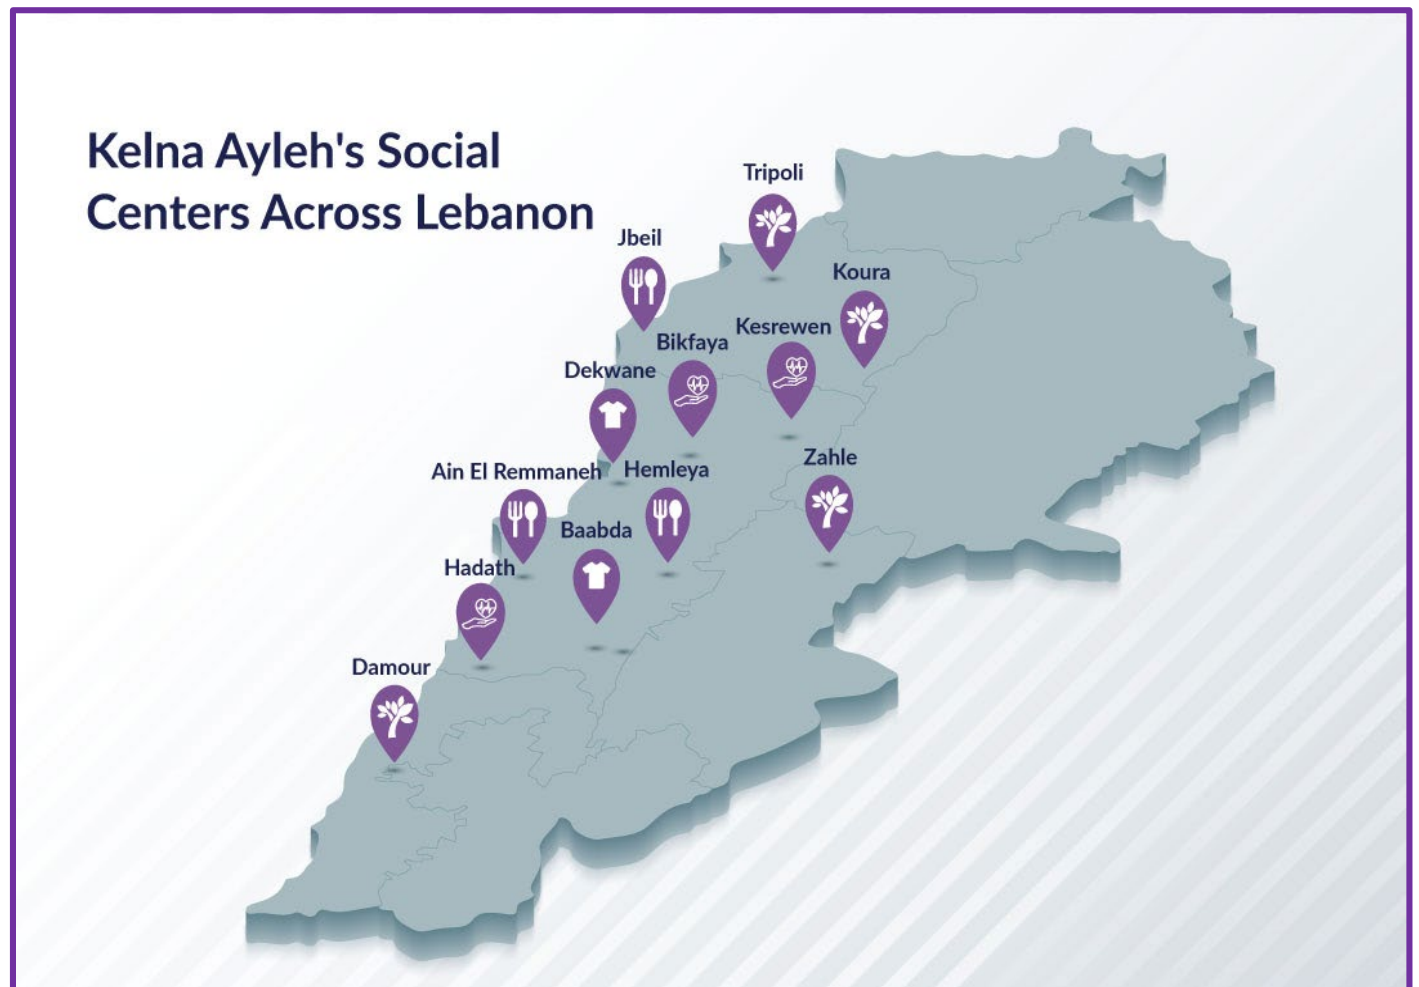 Kelna Ayleh's Social
Centers Across Lebanon
Tripoli
Jbeil
Koura
Kesrewen
Bikfaya
Dekwane
Zahle
Ain El Remmaneh
Hemleya
Baabda
Hadath
Damour